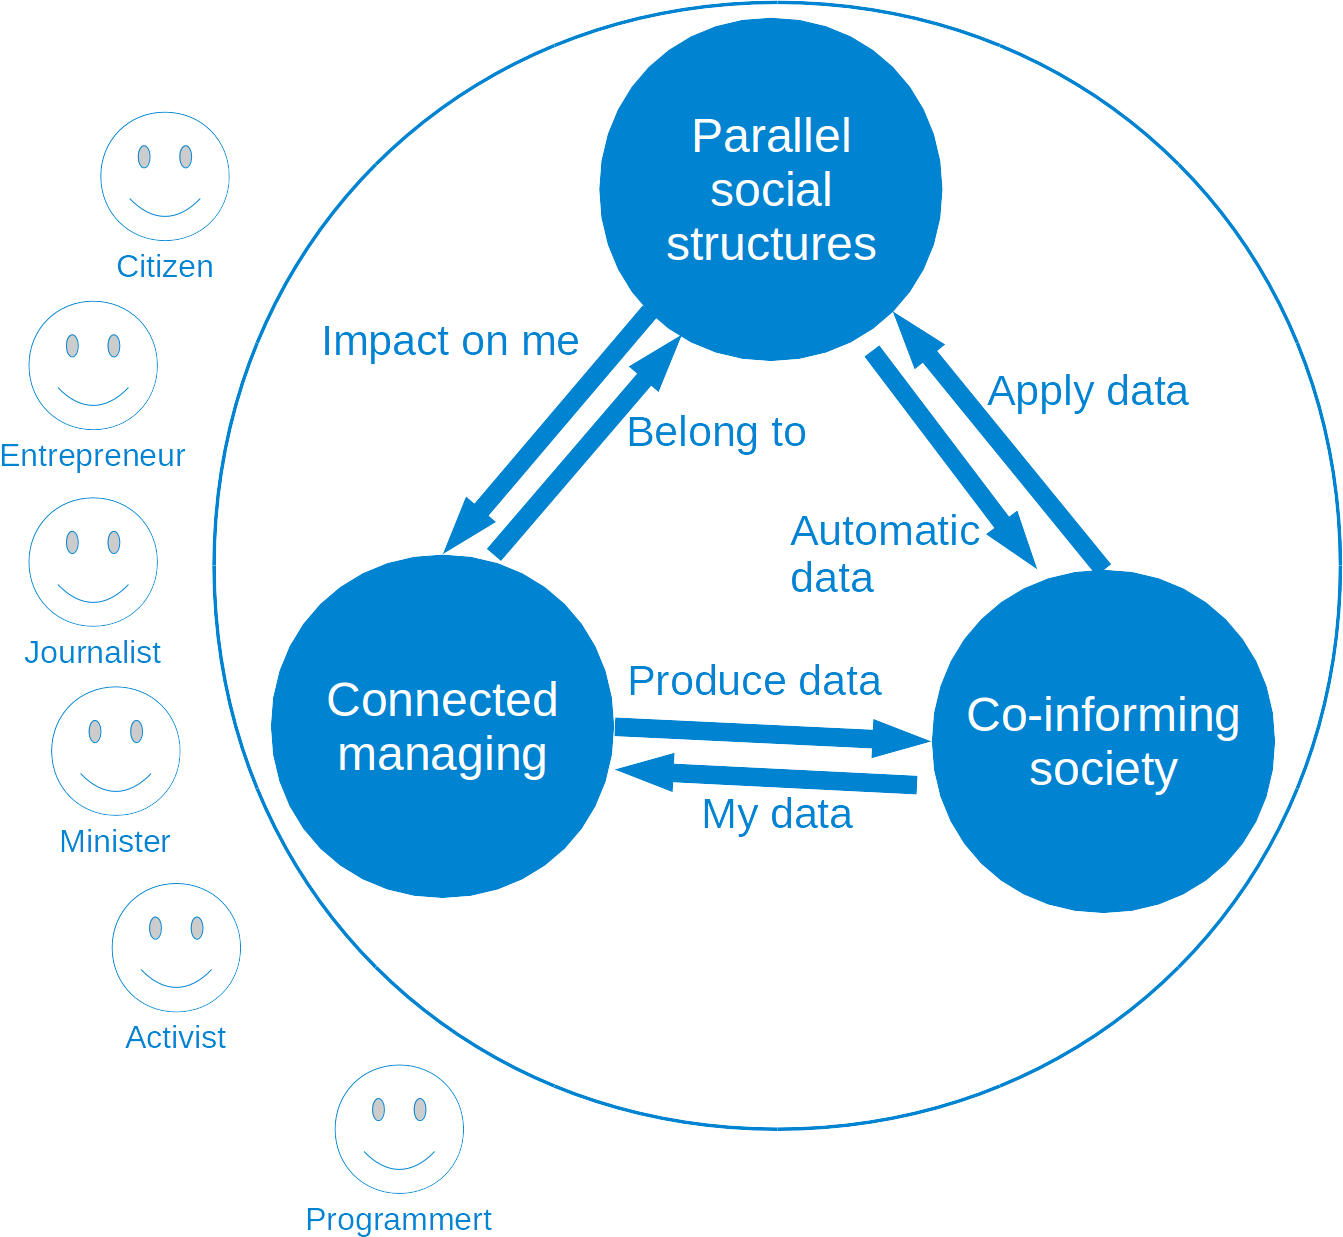 Parallel
social
structures
Citizen
Impact on me
Apply data
Belong to
Entrepreneur
Automatic
data
Journalist
Produce data
Connected
managing
Co-informing
society
My data
Minister
Activist
Programmert